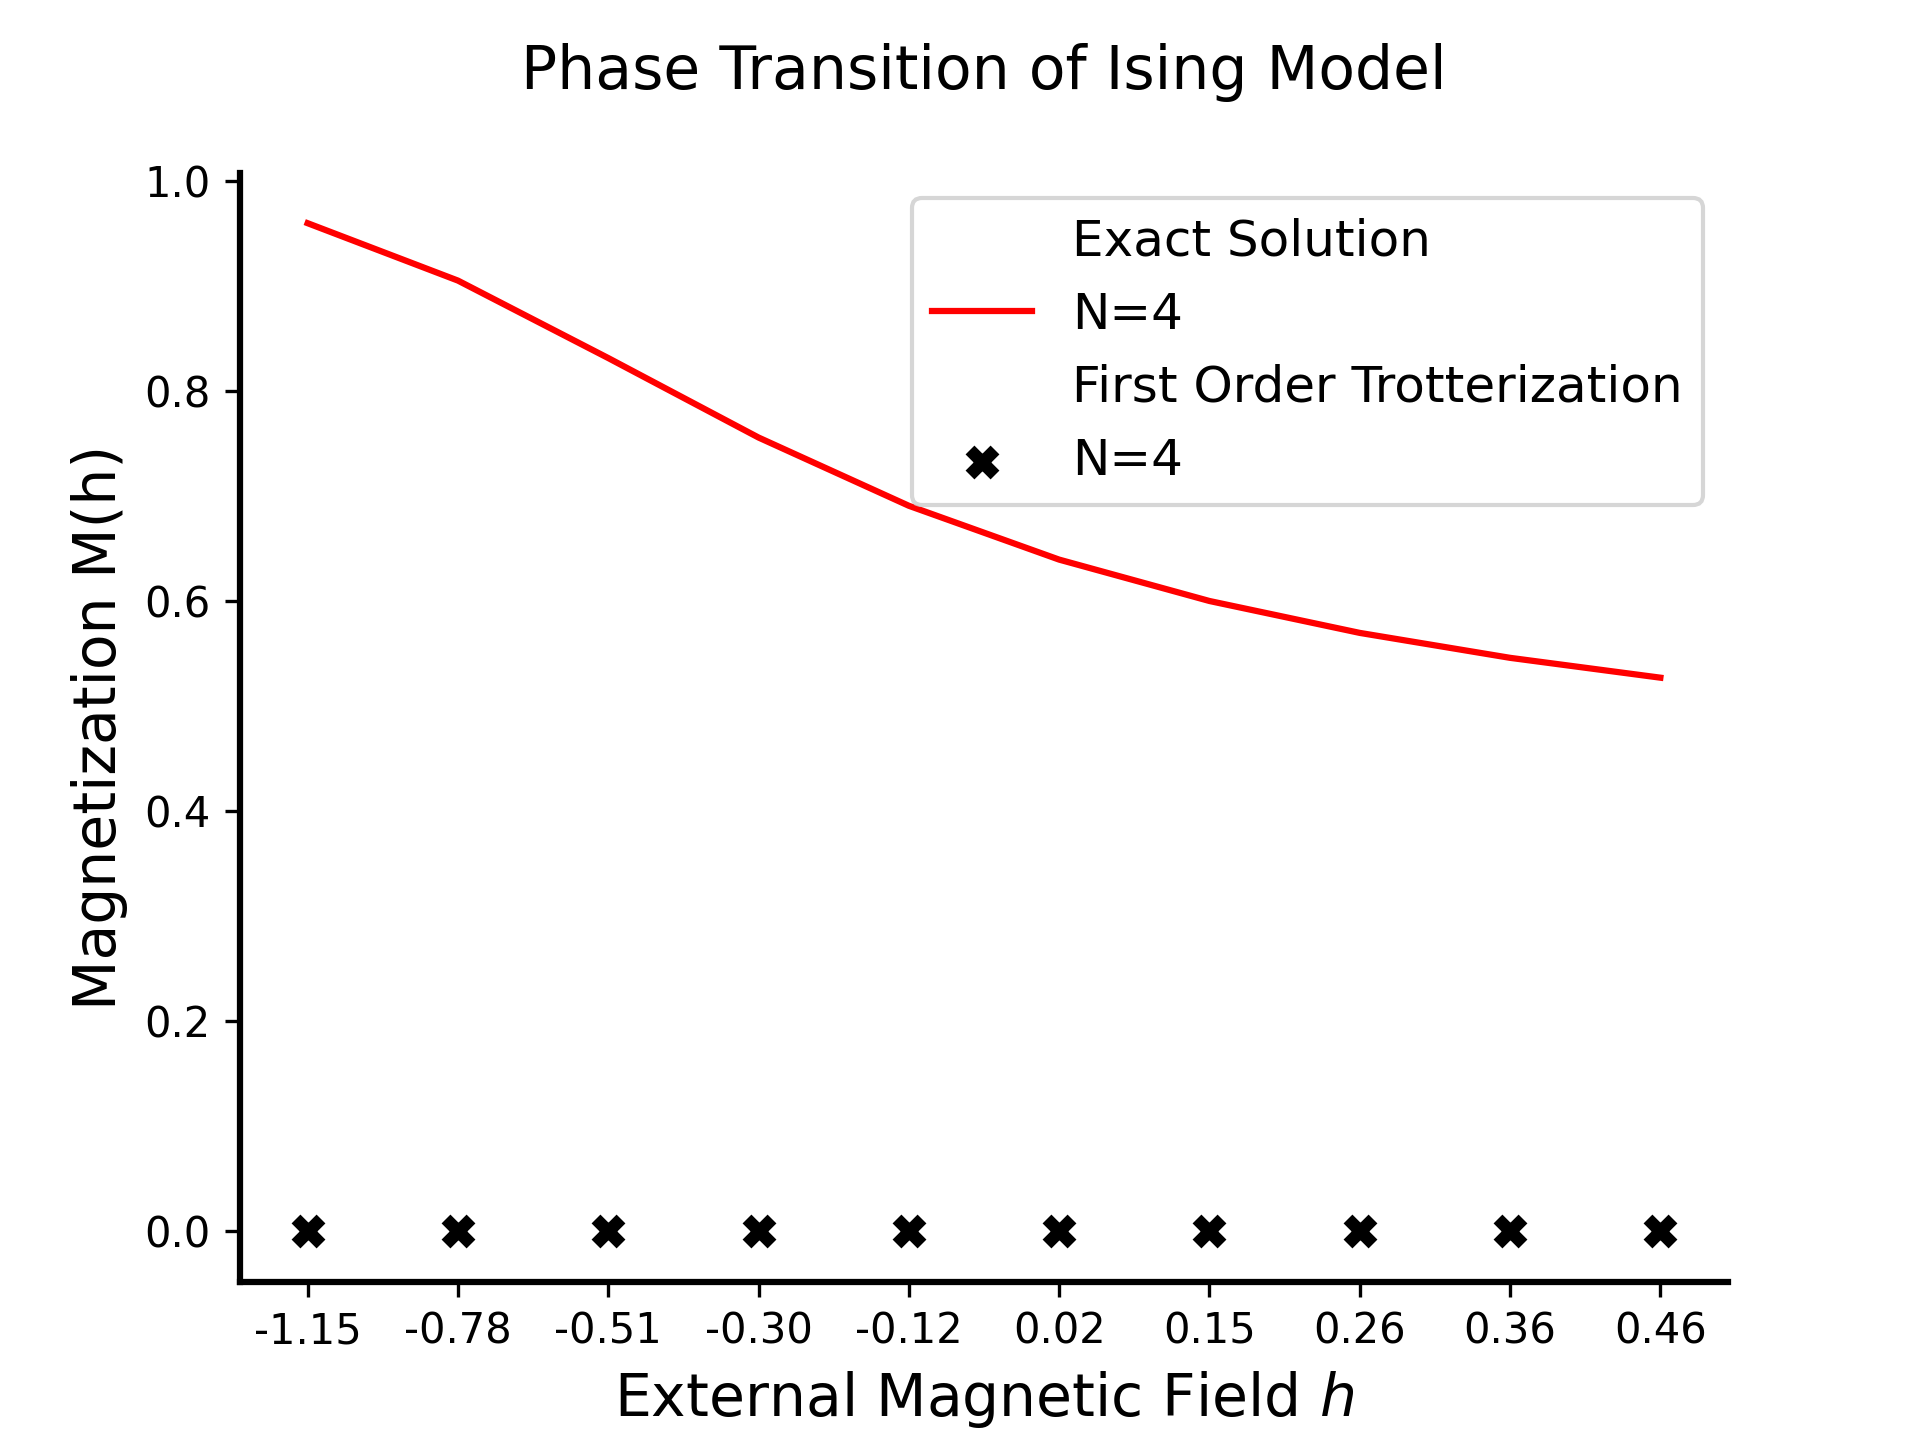 Phase Transition of Ising Model
1.0
0.8
0.6
0.4
0.2
0.0
Magnetization M(h)
Exact Solution
N=4
First Order Trotterization
N=4
-1.15 -0.78 -0.51 -0.30 -0.12 0.02 0.15 0.26 0.36 0.46
External Magnetic Field h